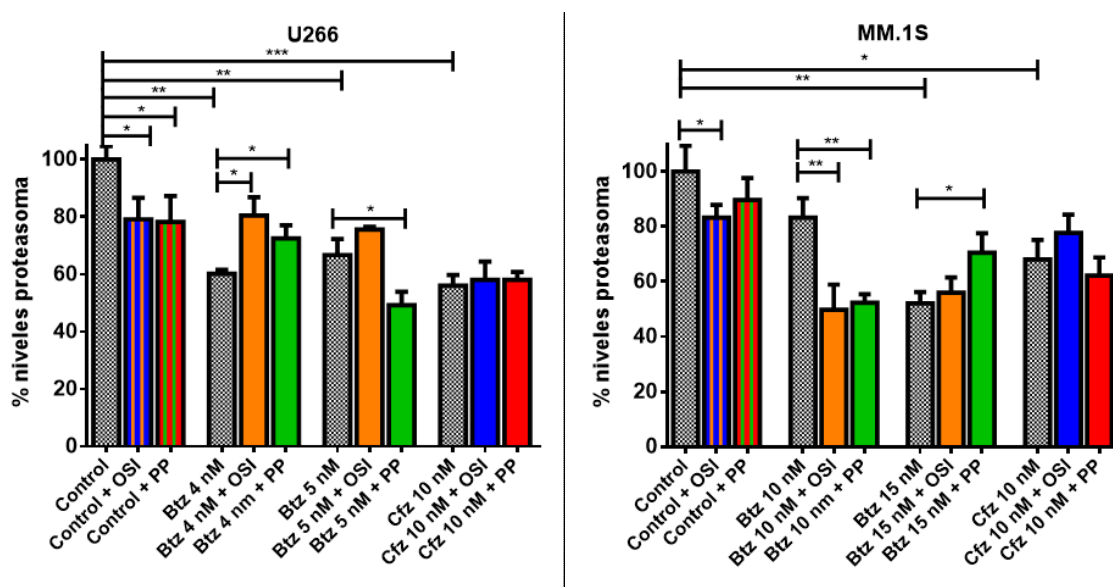 U266
***
**
**
*
*
*
*
*
% niveles proteasoma
100
80
60
40
20
0
Control
Control + OSI
Control + PP
Btz 4 nM
Btz 4 nM + OSI
Btz 4 nm + PP
Btz 5 nM
Btz 5 nM + OSI
Btz 5 nM + PP
Cfz 10 nM
Cfz 10 nM + OSI
Cfz 10 nM + PP
MM.1S
*
**
*
**
**
*
% niveles proteasoma
100
80
60
40
20
0
Control
Control + OSI
Control + PP
Btz 10 nM
Btz 10 nM + OSI
Btz 10 nm + PP
Btz 15 nM
Btz 15 nM + OSI
Btz 15 nM + PP
Cfz 10 nM
Cfz 10 nM + OSI
Cfz 10 nM + PP